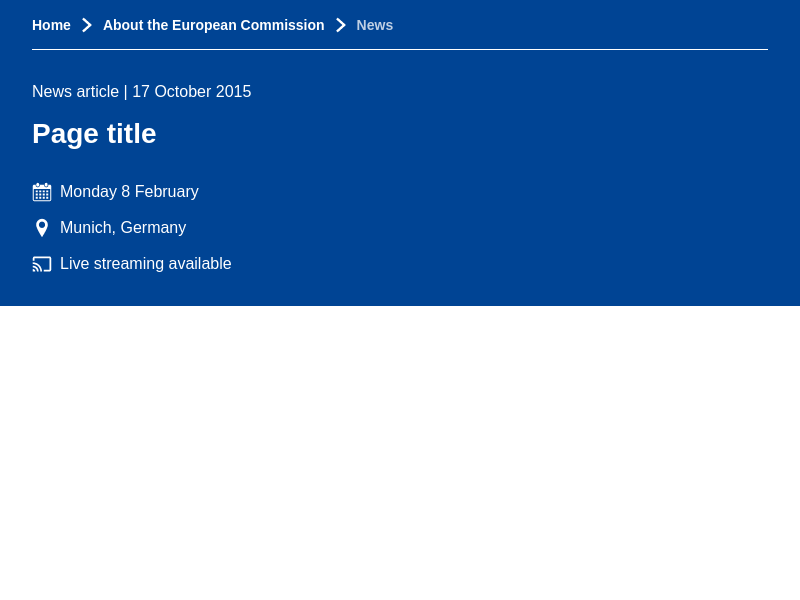 Home About the European Commission News
News article | 17 October 2015
Page title
Monday 8 February
Munich, Germany
Live streaming available